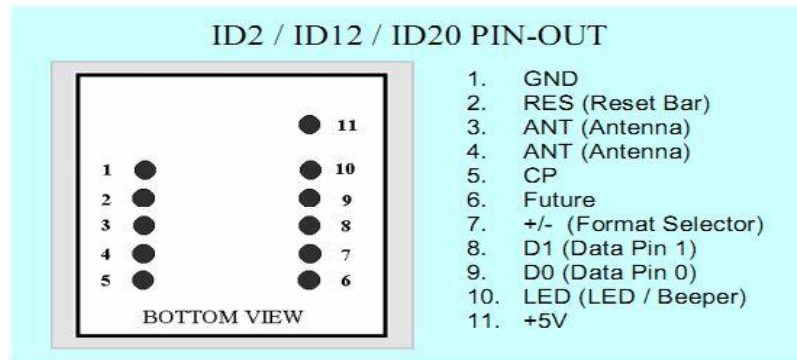 ID2 / ID12 / ID20 PIN-OUT
11
1 10
2 9
3 8
4 7
5 6
BOTTOM VIEW
1. GND
2. RES (Reset Bar)
3. ANT (Antenna)
4. ANT (Antenna)
5. CP
6. Future
7. +/- (Format Selector)
8. D1 (Data Pin 1)
9. D0 (Data Pin 0)
10. LED (LED / Beeper)
11. +5V